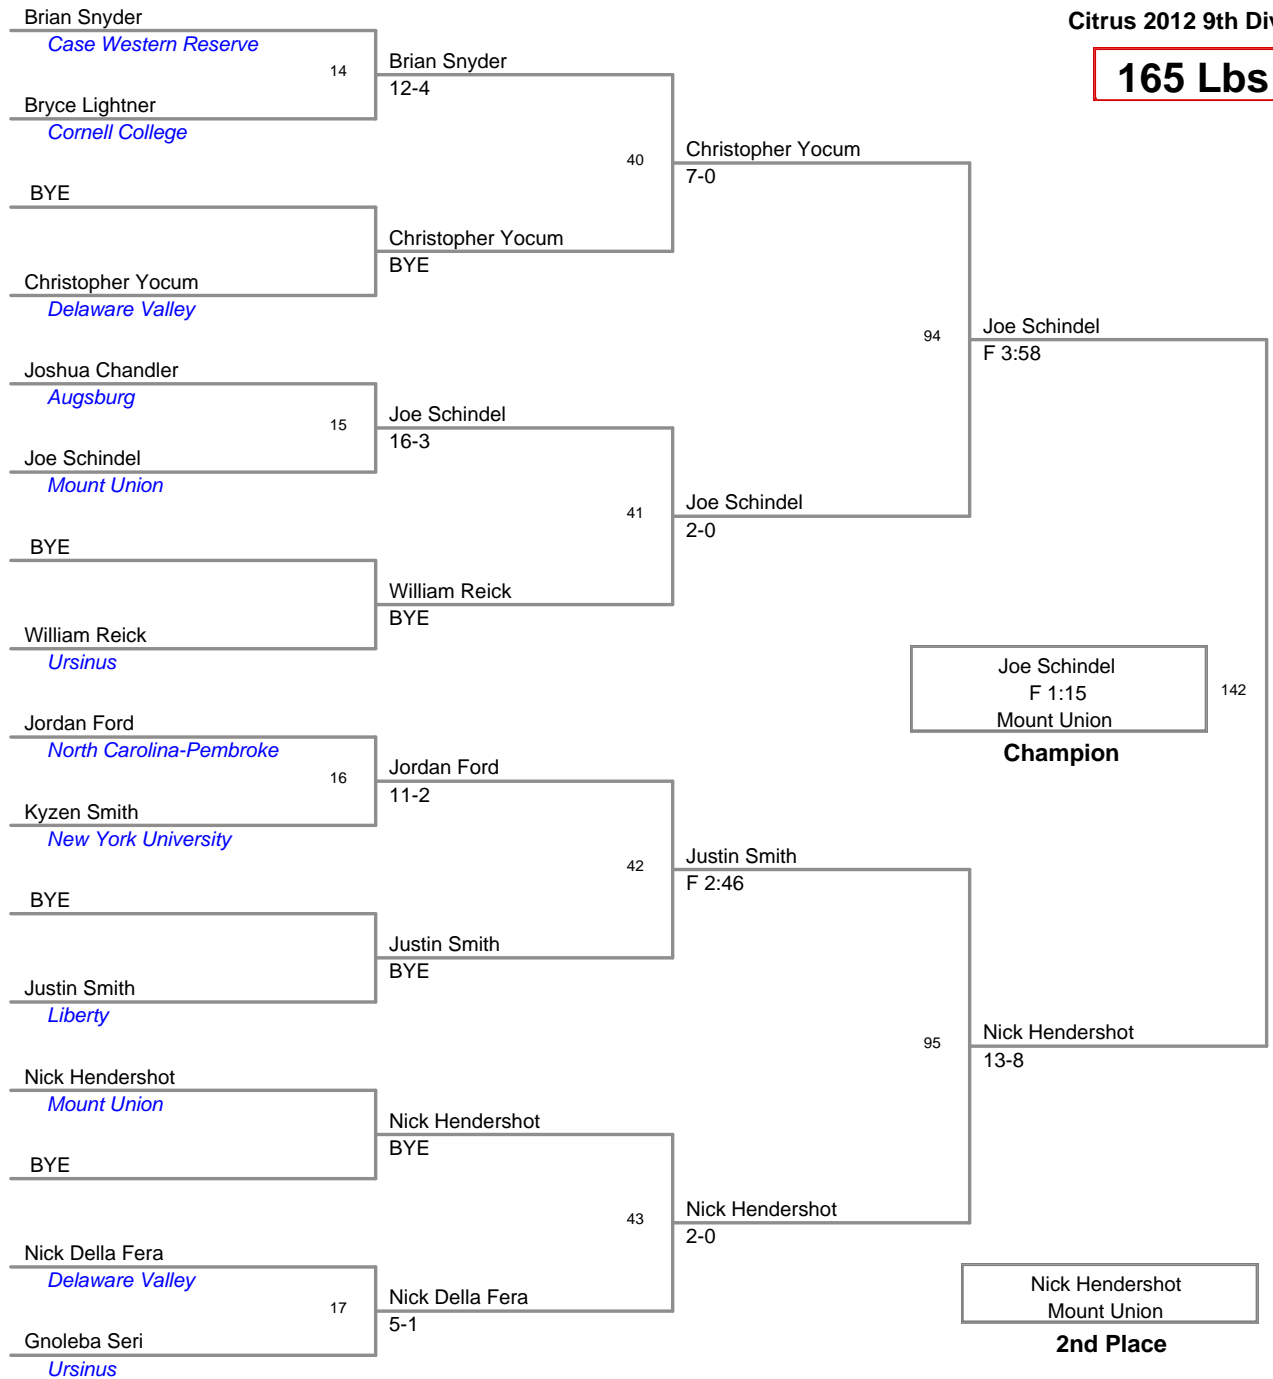 Citrus 2012 9th Div
165 Lbs
Brian Snyder
Case Western Reserve
14
Bryce Lightner
Cornell College
BYE
Christopher Yocum
Delaware Valley
Joshua Chandler
Augsburg
15
Joe Schindel
Mount Union
BYE
William Reick
Ursinus
Jordan Ford
North Carolina-Pembroke
16
Kyzen Smith
New York University
BYE
Justin Smith
Liberty
Nick Hendershot
Mount Union
BYE
Nick Della Fera
Delaware Valley
17
Gnoleba Seri
Ursinus
Brian Snyder
12-4
40
Christopher Yocum
BYE
Joe Schindel
16-3
41
William Reick
BYE
Jordan Ford
11-2
42
Justin Smith
BYE
Nick Hendershot
BYE
43
Nick Della Fera
5-1
Christopher Yocum
7-0
94
Joe Schindel
2-0
Justin Smith
F 2:46
95
Nick Hendershot
2-0
Joe Schindel
F 3:58
Nick Hendershot
13-8
Joe Schindel
F 1:15
Mount Union
142
Champion
Nick Hendershot
Mount Union
2nd Place